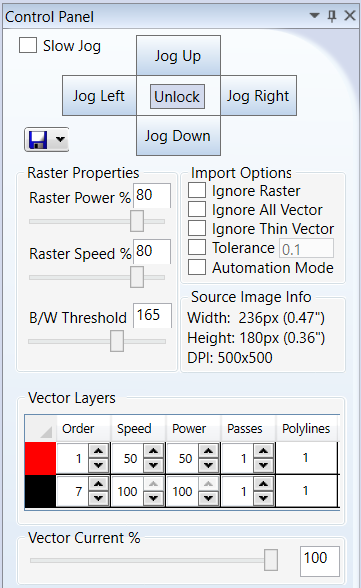 Control Panel
Slow Jog
Jog Up
Jog Left Unlock Jog Right
Jog Down
Raster Properties
Raster Power % 80
Raster Speed % 80
B/W Threshold 165
Import Options
Ignore Raster
Ignore All Vector
Ignore Thin Vector
Tolerance 0.1
Automation Mode
Source Image Info
Width: 236px (0.47")
Height: 180px (0.36")
DPI: 500x500
Vector Layers
Order Speed Power Passes Polylines
1 50 50 1 1
7 100 100 1 1
Vector Current %
100